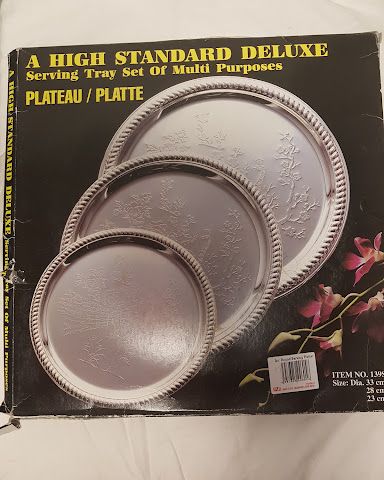 A HIGH STANDARD DELUXE
Serving Tray Set Of Multi Purposes
PLATEAU / PLATTE
A HIGH STANDARD DELUXE
Serving Tray Set Of Multi Purposes
ITEM NO. 1398
Size: Dia. 33 cm
28 cm
23 cm